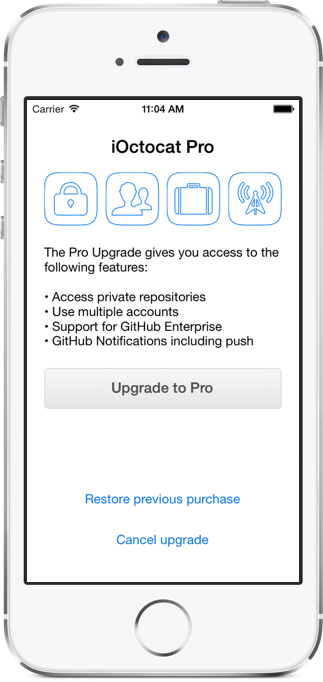 Carrier 11:04 AM
iOctocat Pro
The Pro Upgrade gives you access to the
following features:
• Access private repositories
• Use multiple accounts
• Support for GitHub Enterprise
• GitHub Notifications including push
Upgrade to Pro
Restore previous purchase
Cancel upgrade